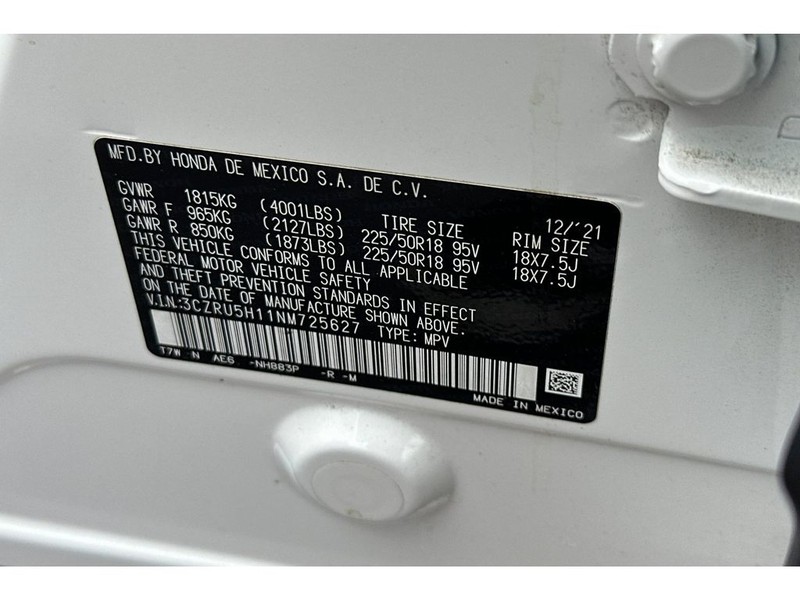 MFD.BY HONDA DE MEXICO S.A. DE C.V.
12/'21
GVWR 1815KG (4001LBS) TIRE SIZE RIM SIZE
GAWR F 965KG (2127LBS) 225/50R18 95V 18X7.5J
GAWR R 850KG (1873LBS) 225/50R18 95V 18X7.5J
THIS VEHICLE CONFORMS TO ALL APPLICABLE
FEDERAL MOTOR VEHICLE SAFETY
AND THEFT PREVENTION STANDARDS IN EFFECT
ON THE DATE OF MANUFACTURE SHOWN ABOVE.
V.I.N:3CZRU5H11NM725627 TYPE: MPV
T7W -N AE6 -NH883P -R -M
MADE IN MEXICO